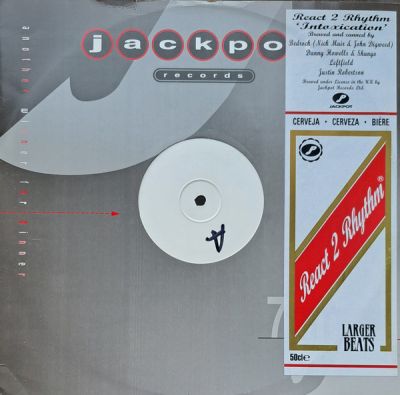 jackpo
records
another winner for dinner
A
7
React 2 Rhythm
'Intoxication'
Brewed and canned by
Bedrock (Nick Muir & John Digweed)
Danny Howells & Shungo
Leftfield
Justin Robertson
Brewed under Licence in the UK by
Jackpot Records Ltd.
JACKPOT
CERVEJA • CERVEZA • BIÈRE
React 2 Rhythm®
LARGER
BEATS
50cl e